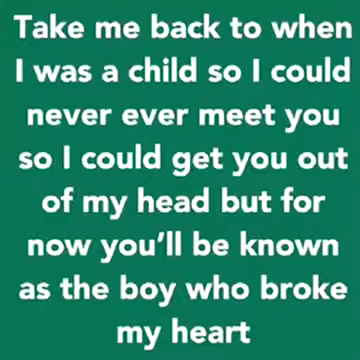 Take me back to when
I was a child so I could
never ever meet you
so I could get you out
of my head but for
now you’ll be known
as the boy who broke
my heart